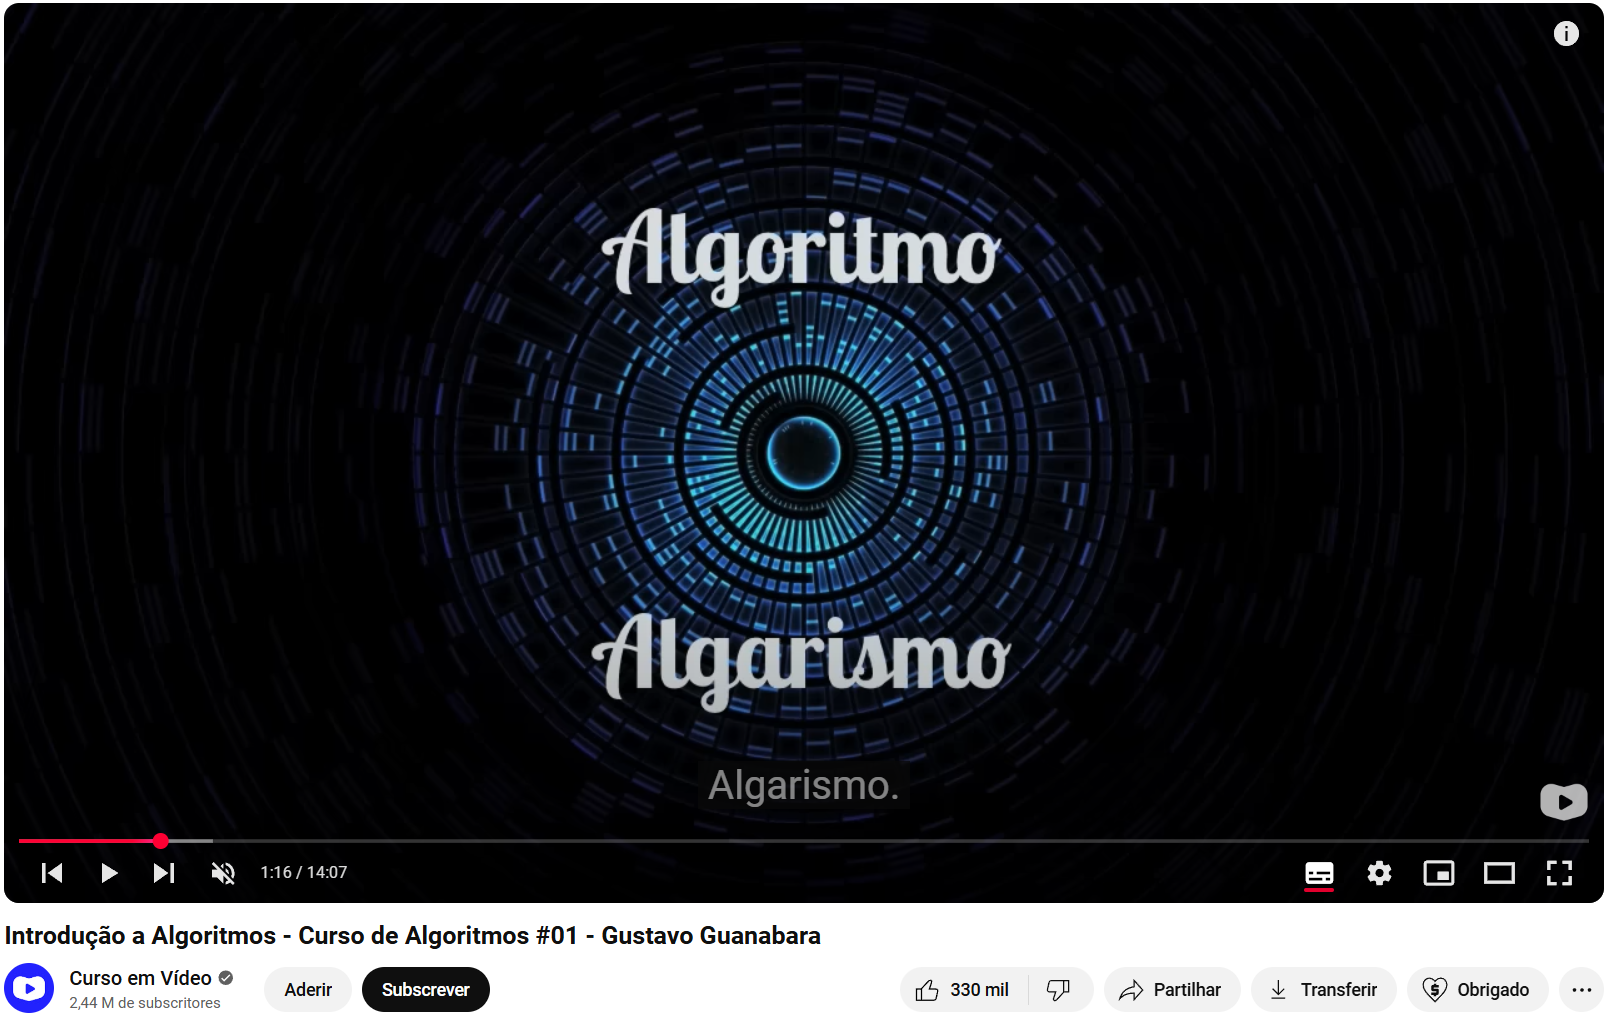 Algoritmo
Algarismo
Algarismo.
1:16 / 14:07
Introdução a Algoritmos - Curso de Algoritmos #01 - Gustavo Guanabara
Curso em Vídeo
2,44 M de subscritores
Aderir
Subscrever
330 mil
Partilhar
Transferir
Obrigado